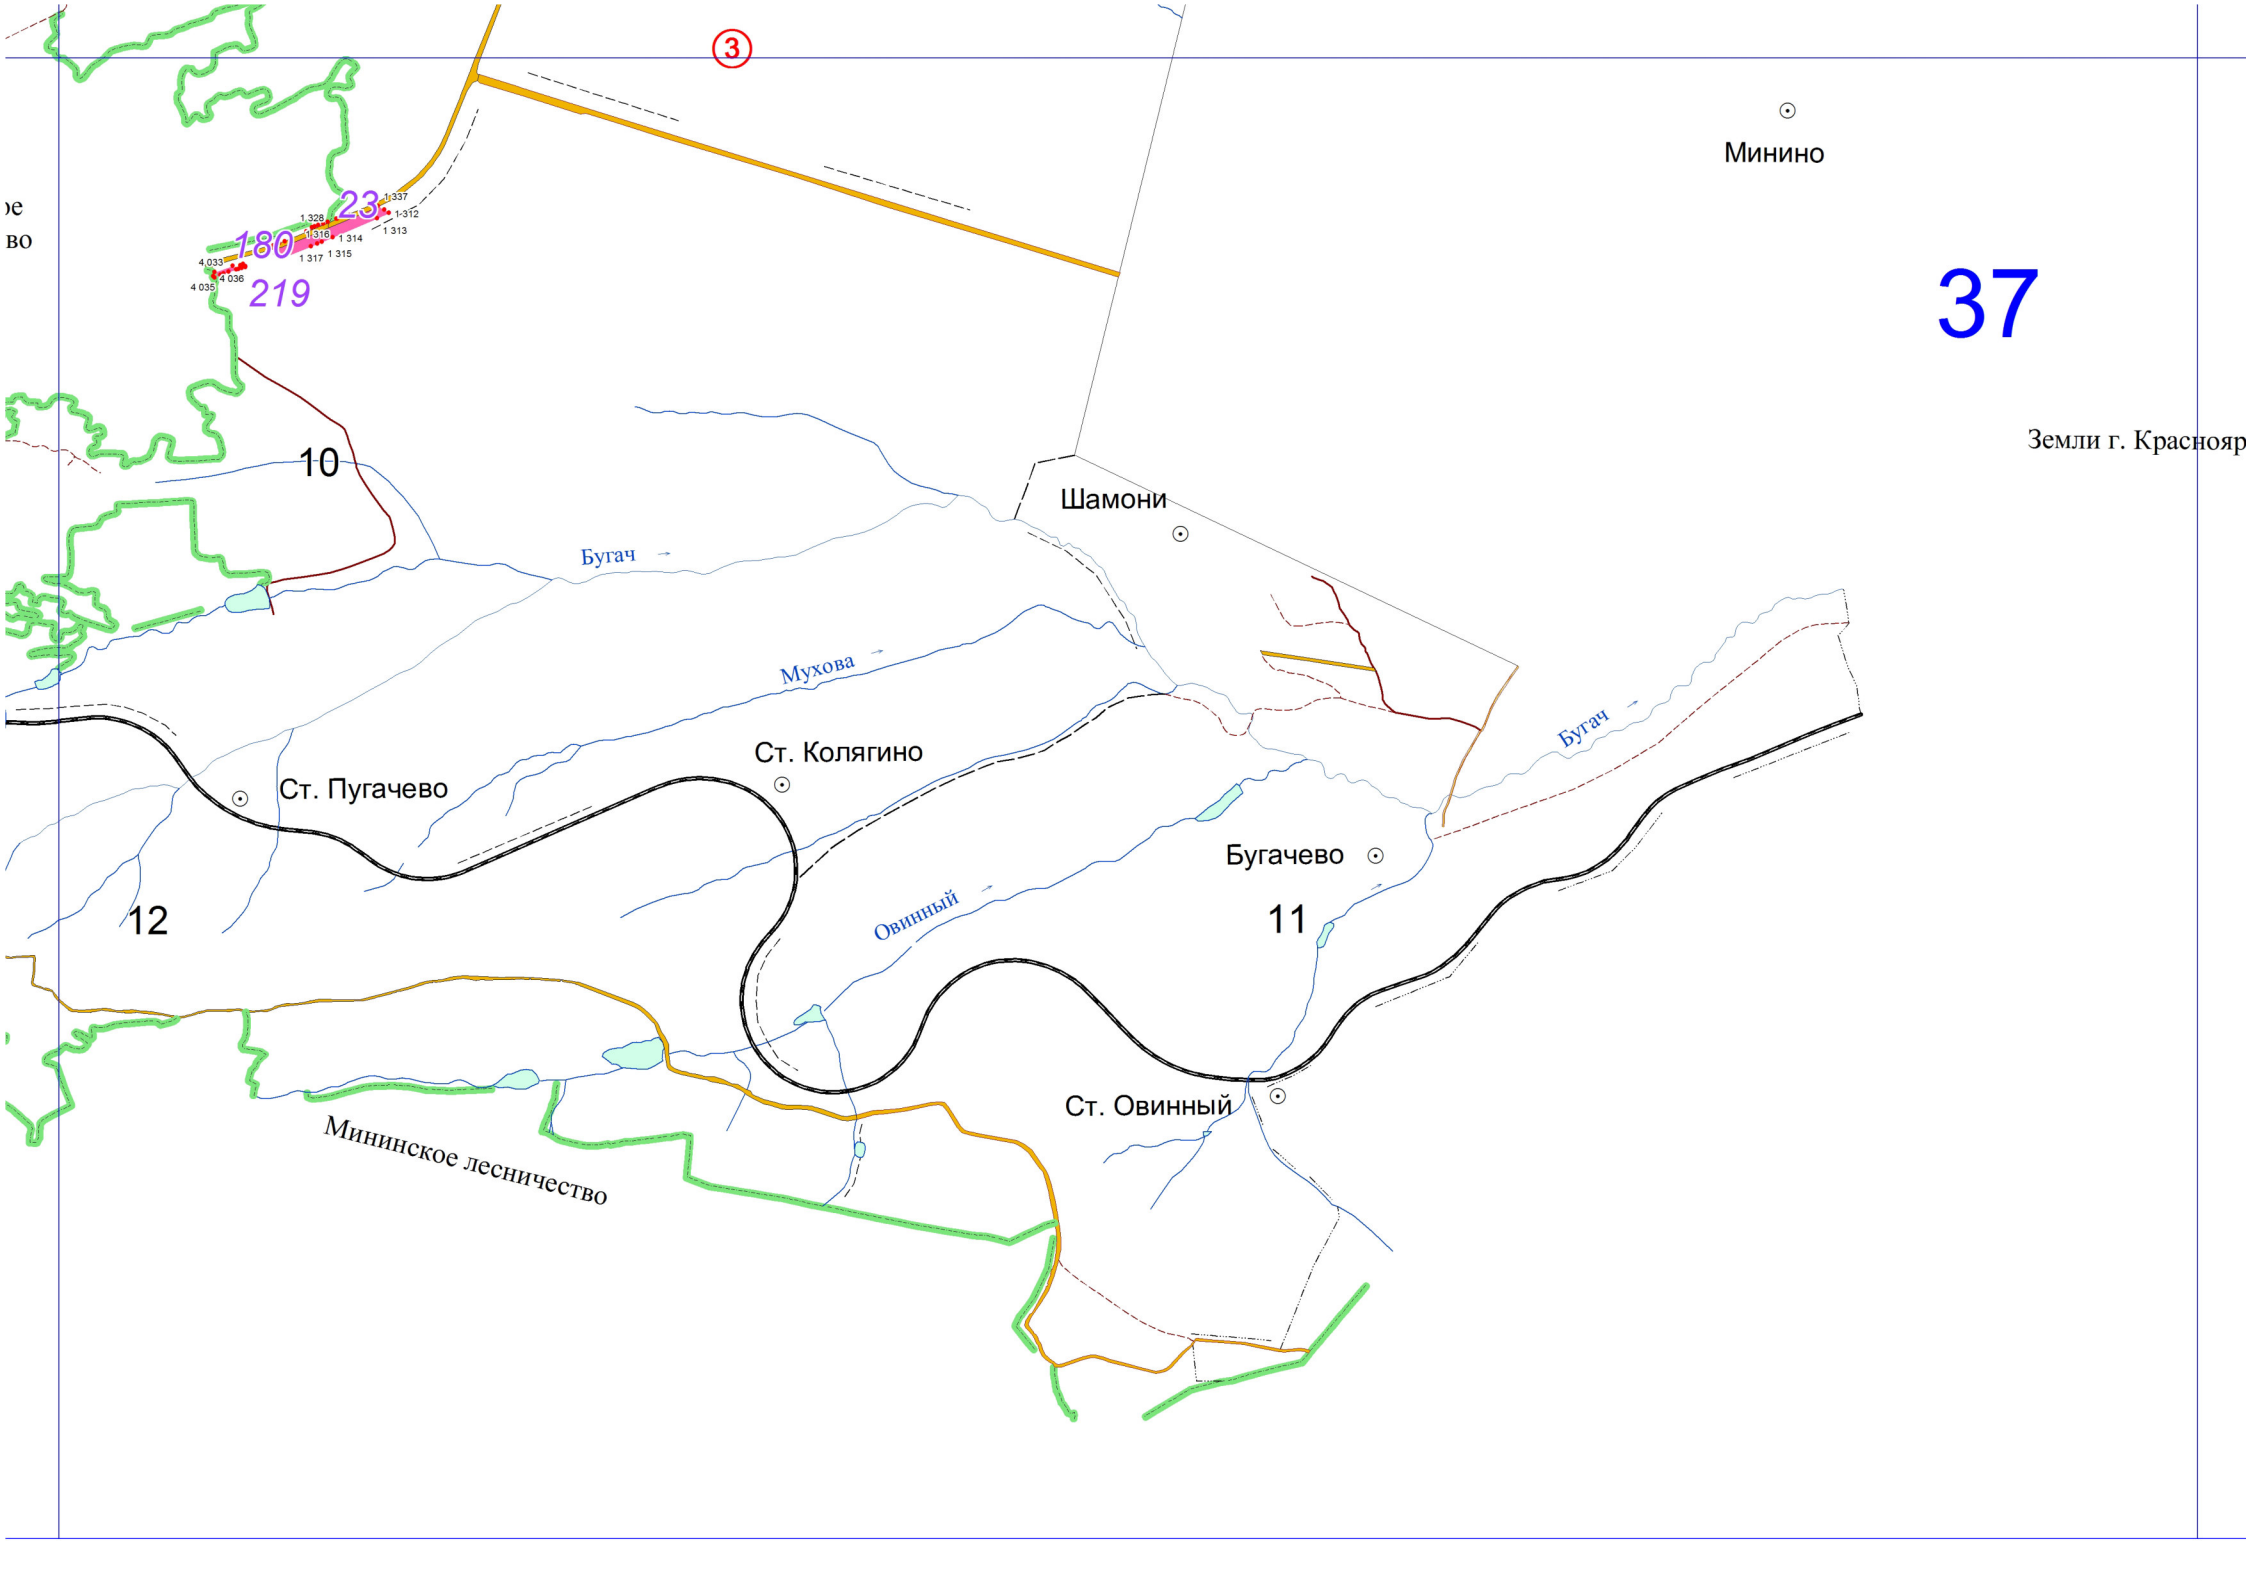 3
Минино
ое
во
23
1 337
1 312
1 328
1 313
1 316
1 314
180
1 317
1 315
4 033
4 036
4 035
219
37
Земли г. Краснояр
10
Шамони
Бугач
Мухова
Бугач
Ст. Колягино
Ст. Пугачево
Бугачево
Овинный
12
11
Ст. Овинный
Мининское лесничество